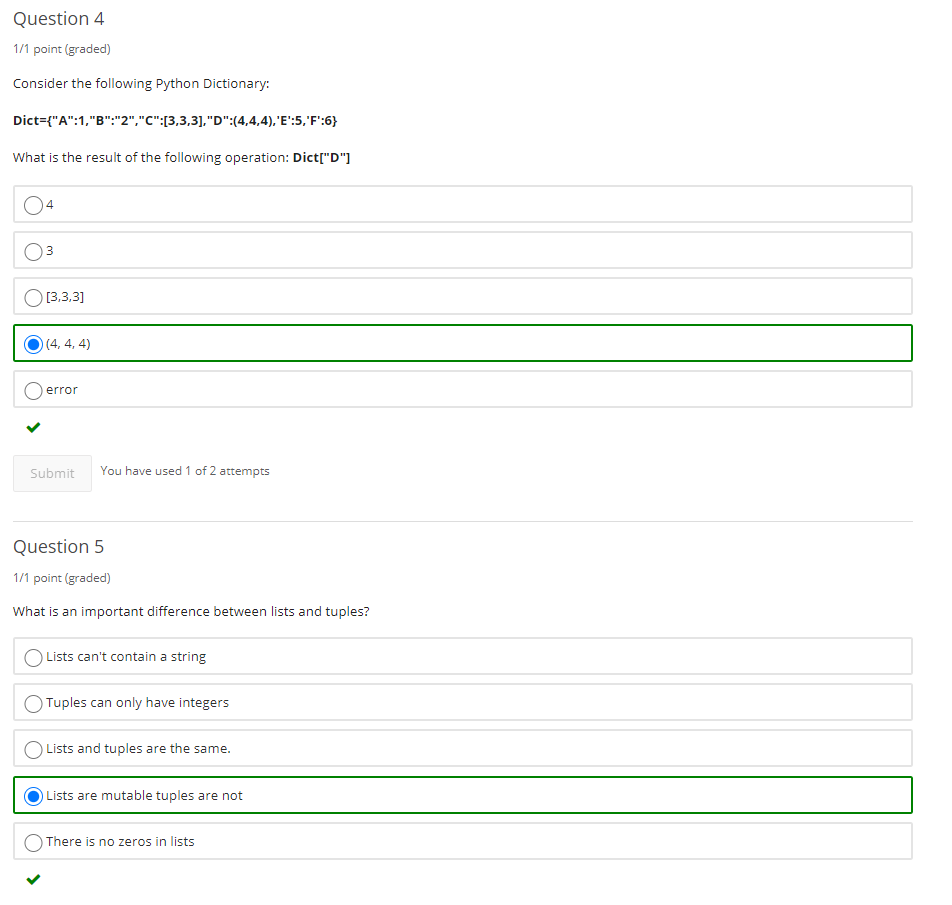 Question 4
1/1 point (graded)
Consider the following Python Dictionary:
Dict={"A":1,"B":"2","C":[3,3,3],"D":(4,4,4),'E':5,'F':6}
What is the result of the following operation: Dict["D"]
4
3
[3,3,3]
(4, 4, 4)
error
Submit You have used 1 of 2 attempts
Question 5
1/1 point (graded)
What is an important difference between lists and tuples?
Lists can't contain a string
Tuples can only have integers
Lists and tuples are the same.
Lists are mutable tuples are not
There is no zeros in lists